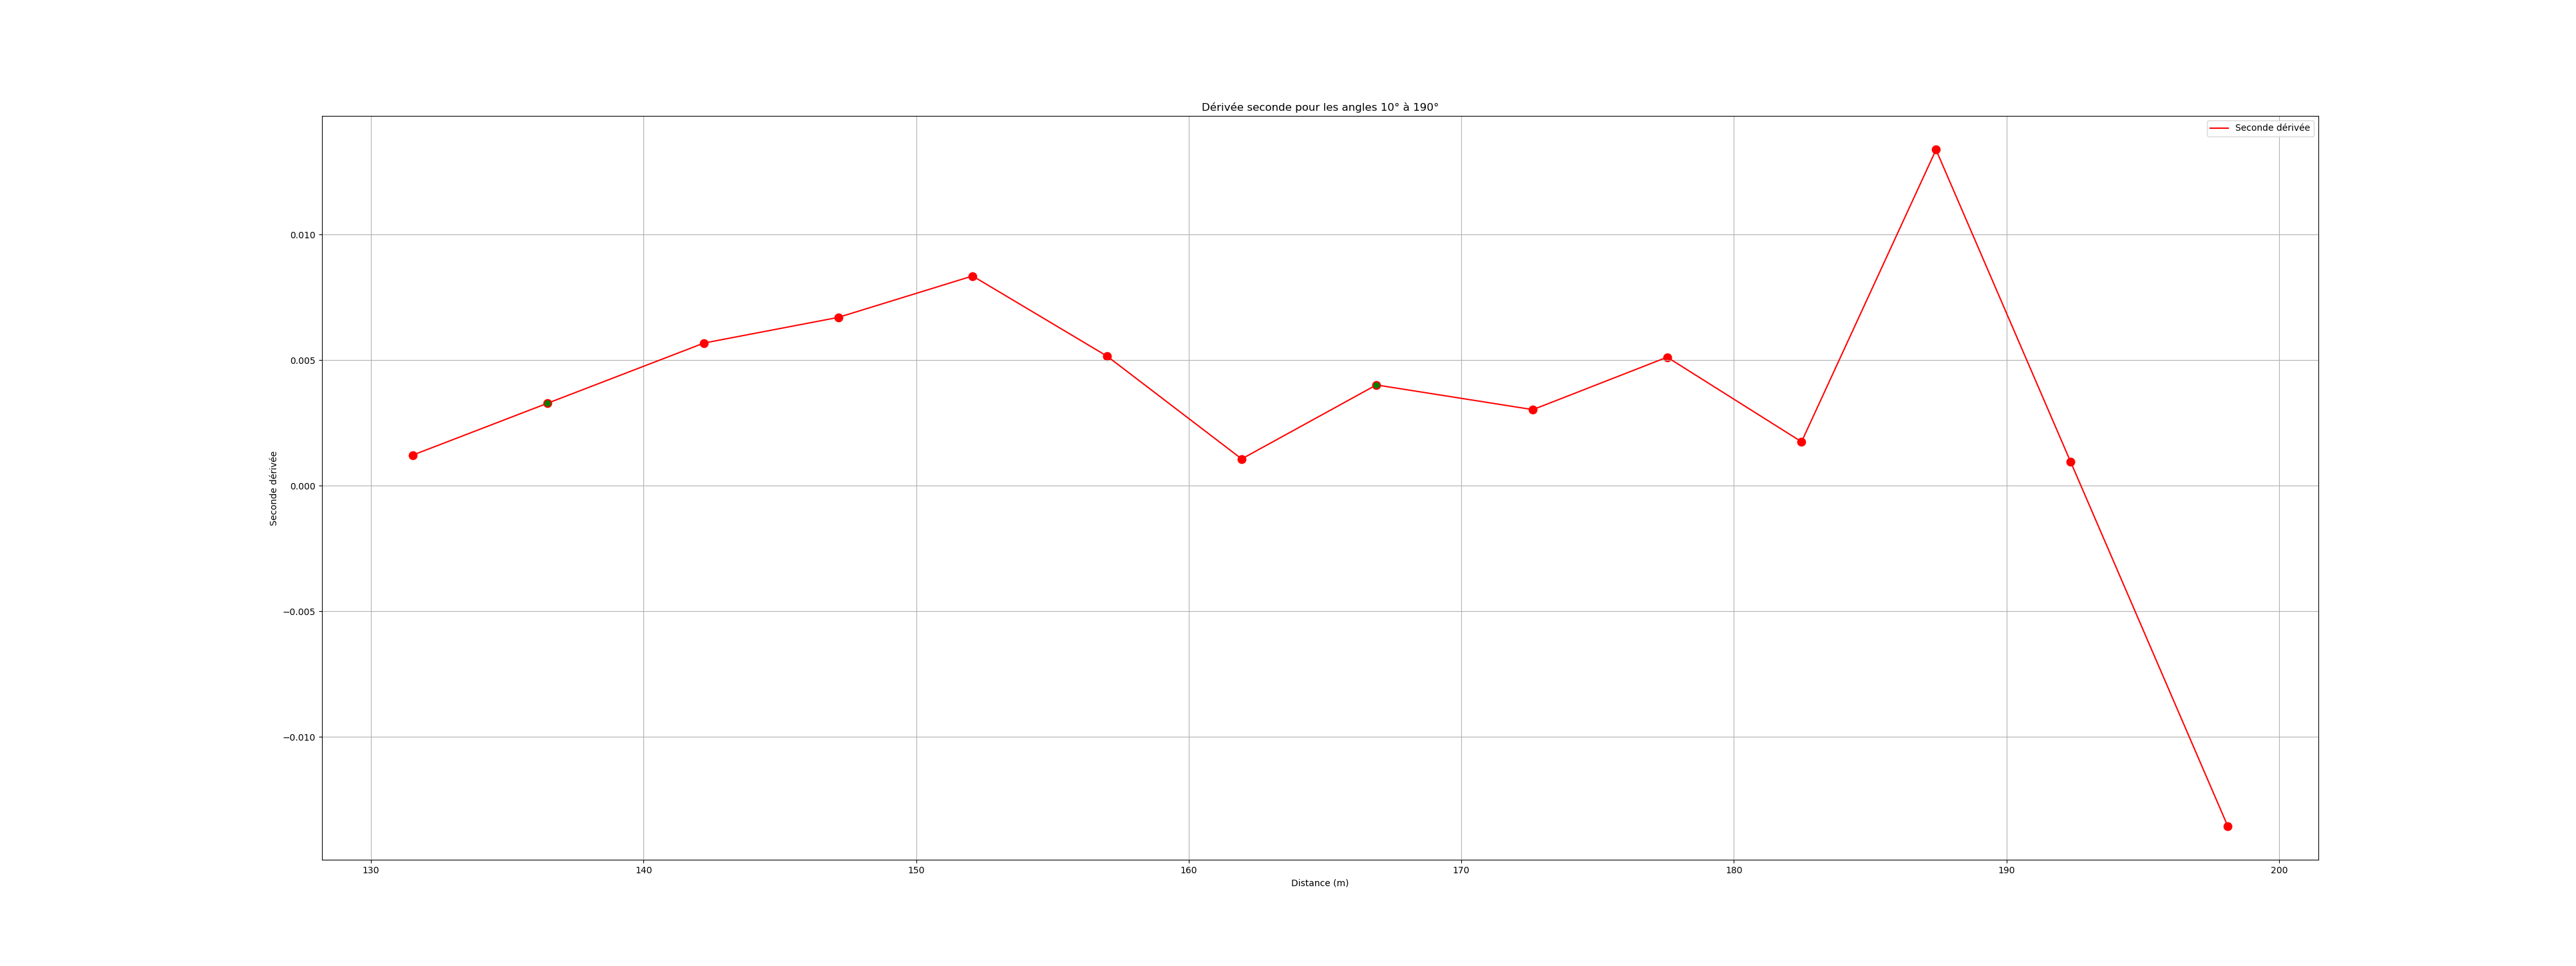 Dérivée seconde pour les angles 10° à 190°
Seconde dérivée
0.010
0.005
0.000
−0.005
−0.010
Seconde dérivée
130 140 150 160 170 180 190 200
Distance (m)